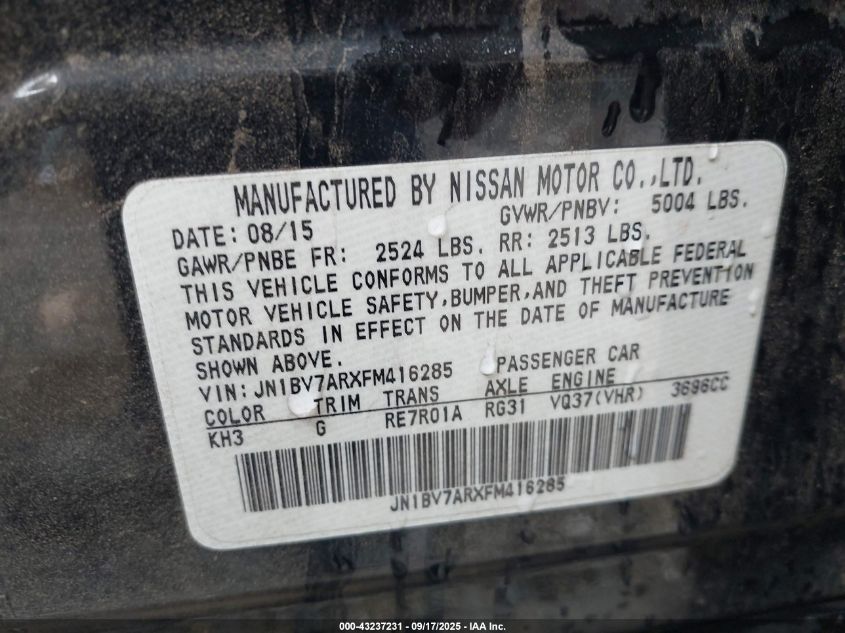 MANUFACTURED BY NISSAN MOTOR CO.,LTD.
DATE: 08/15 GVWR/PNBV: 5004 LBS.
GAWR/PNBE FR: 2524 LBS. RR: 2513 LBS.
THIS VEHICLE CONFORMS TO ALL APPLICABLE FEDERAL
MOTOR VEHICLE SAFETY,BUMPER,AND THEFT PREVENTION
STANDARDS IN EFFECT ON THE DATE OF MANUFACTURE
SHOWN ABOVE.
VIN: JN1BV7ARXFM416285 PASSENGER CAR
COLOR TRIM TRANS AXLE ENGINE
KH3 G RE7R01A RG31 VQ37(VHR) 3696CC
JN1BV7ARXFM416285
000-43237231 - 09/17/2025 - IAA Inc.